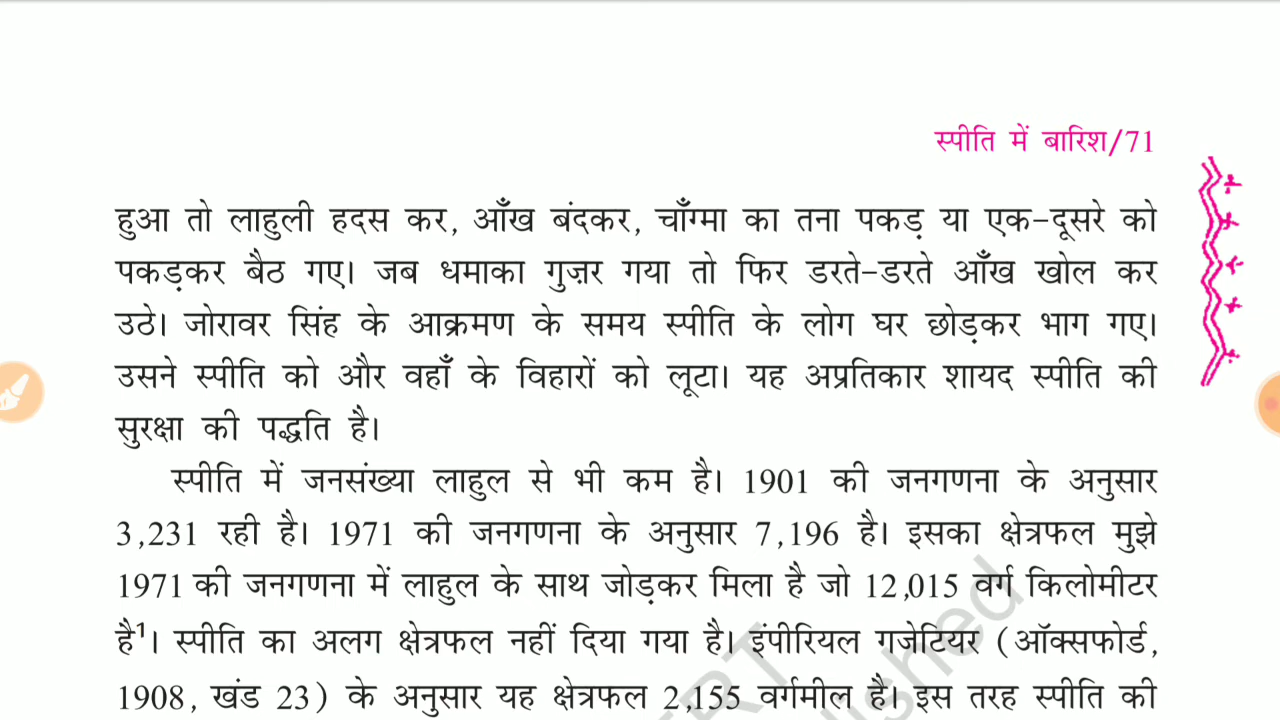 स्पीति में बारिश/71
हुआ तो लाहुली हदस कर, आँख बंदकर, चाँग्मा का तना पकड़ या एक-दूसरे को
पकड़कर बैठ गए। जब धमाका गुज़र गया तो फिर डरते-डरते आँख खोल कर
उठे। जोरावर सिंह के आक्रमण के समय स्पीति के लोग घर छोड़कर भाग गए।
उसने स्पीति को और वहाँ के विहारों को लूटा। यह अप्रतिकार शायद स्पीति की
सुरक्षा की पद्धति है।
स्पीति में जनसंख्या लाहुल से भी कम है। 1901 की जनगणना के अनुसार
3,231 रही है। 1971 की जनगणना के अनुसार 7,196 है। इसका क्षेत्रफल मुझे
1971 की जनगणना में लाहुल के साथ जोड़कर मिला है जो 12,015 वर्ग किलोमीटर
है¹। स्पीति का अलग क्षेत्रफल नहीं दिया गया है। इंपीरियल गजेटियर (ऑक्सफोर्ड,
1908, खंड 23) के अनुसार यह क्षेत्रफल 2,155 वर्गमील है। इस तरह स्पीति की